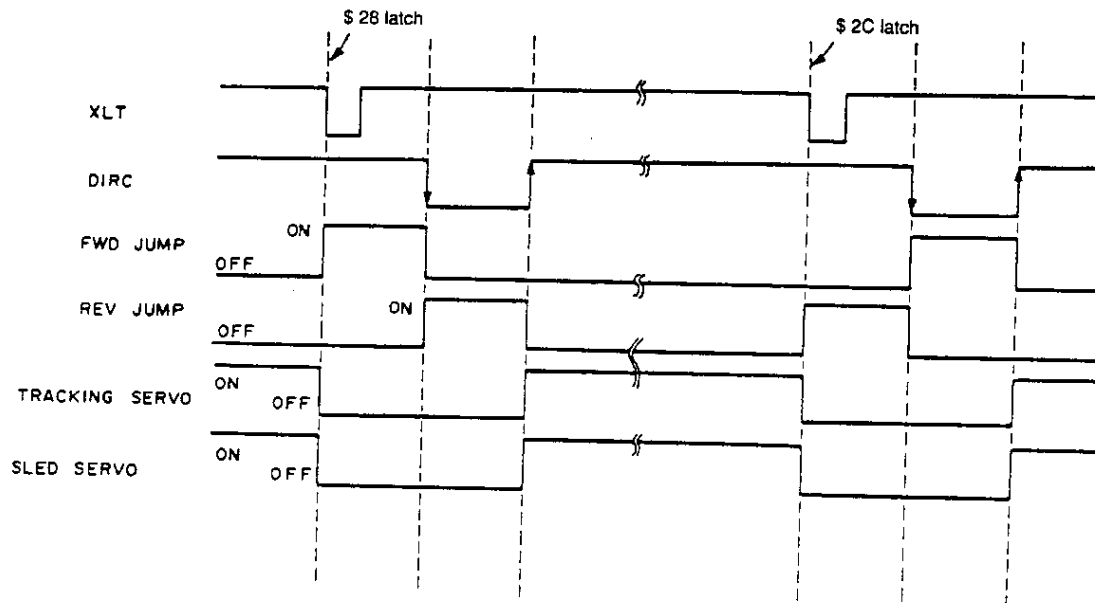 $ 28 latch
$ 2C latch
XLT
DIRC
FWD JUMP
ON
OFF
REV JUMP
ON
OFF
TRACKING SERVO
ON
OFF
SLED SERVO
ON
OFF